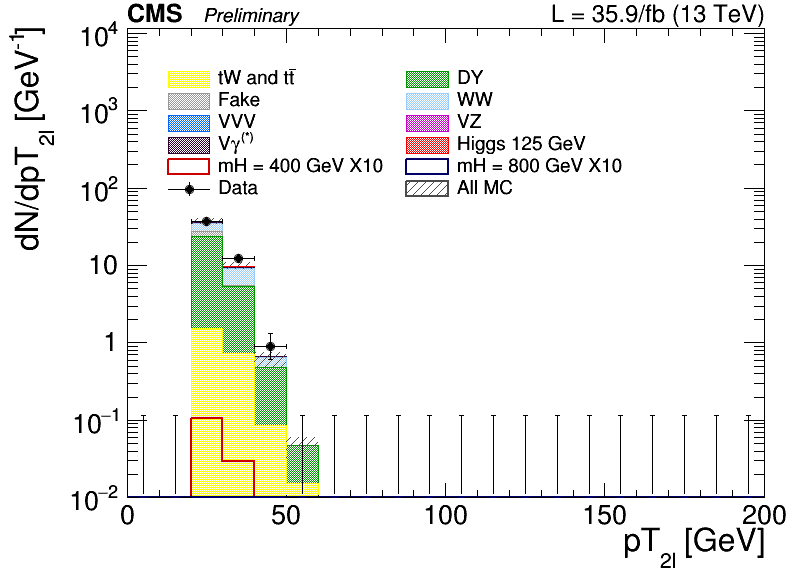 CMS Preliminary L = 35.9/fb (13 TeV)
dN/dpT2l [GeV-1]
10^4
10^3
10^2
10
1
10^−1
10^−2
tW and tt̄ DY
Fake WW
VVV VZ
Vγ(*) Higgs 125 GeV
mH = 400 GeV X10 mH = 800 GeV X10
Data All MC
0 50 100 150 200
pT2l [GeV]